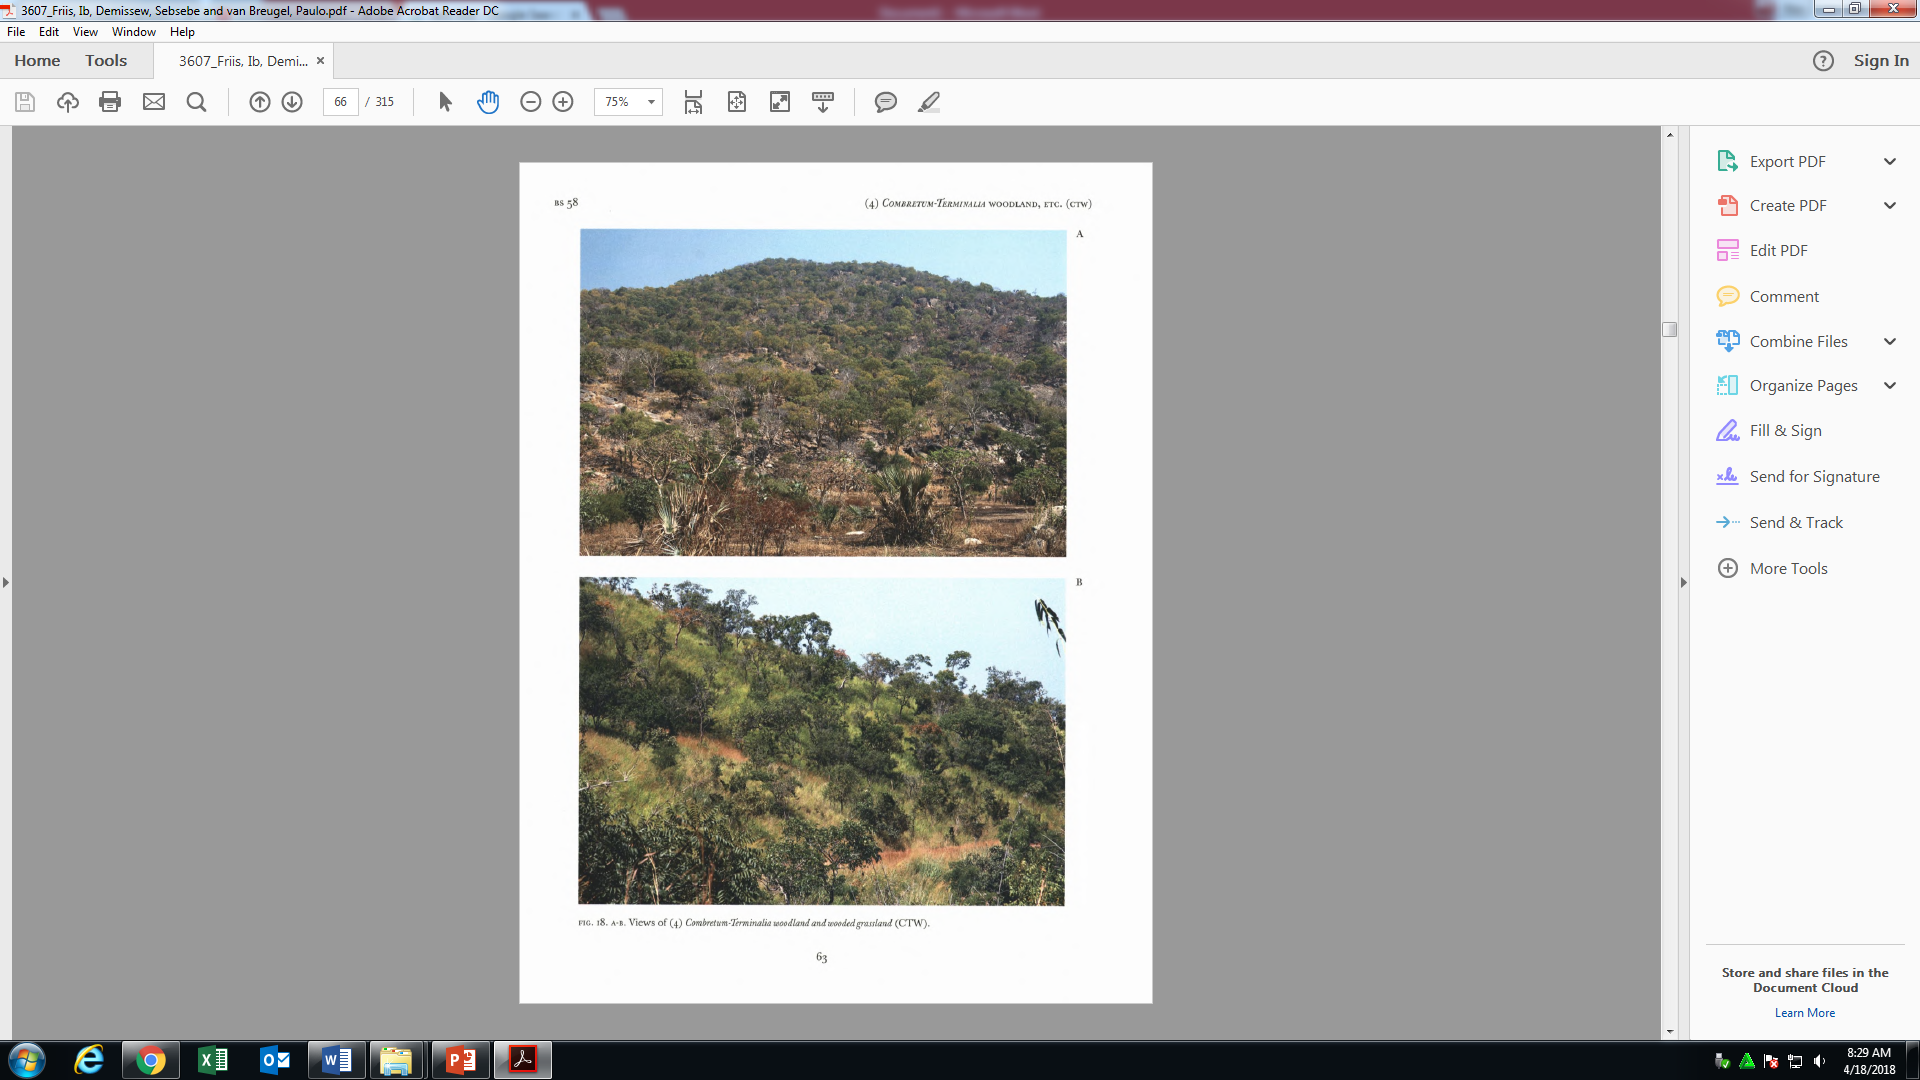 3607_Friis, Ib, Demissew, Sebsebe and van Breugel, Paulo.pdf - Adobe Acrobat Reader DC
File Edit View Window Help
Home Tools 3607_Friis, Ib, Demi... × Sign In
66 / 315 75%
BS 58 (4) COMBRETUM-TERMINALIA WOODLAND, ETC. (CTW)
A
B
FIG. 18. A-B. Views of (4) Combretum-Terminalia woodland and wooded grassland (CTW).
63
Export PDF
Create PDF
Edit PDF
Comment
Combine Files
Organize Pages
Fill & Sign
Send for Signature
Send & Track
More Tools
Store and share files in the
Document Cloud
Learn More
8:29 AM
4/18/2018